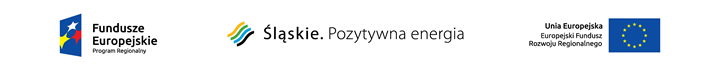 Fundusze
Europejskie
Program Regionalny
Śląskie. Pozytywna energia
Unia Europejska
Europejski Fundusz
Rozwoju Regionalnego